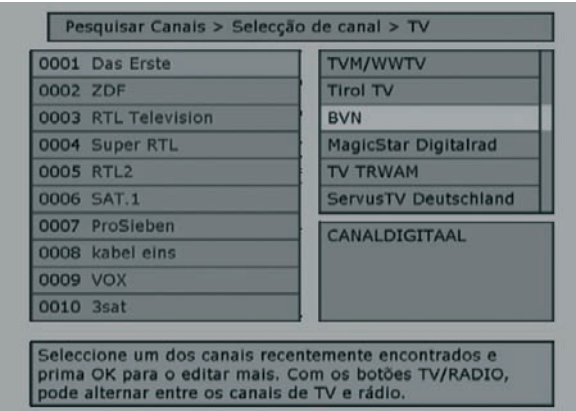 Pesquisar Canais > Selecção de canal > TV
0001 Das Erste
0002 ZDF
0003 RTL Television
0004 Super RTL
0005 RTL2
0006 SAT.1
0007 ProSieben
0008 kabel eins
0009 VOX
0010 3sat
TVM/WWTV
Tirol TV
BVN
MagicStar Digitalrad
TV TRWAM
ServusTV Deutschland
CANALDIGITAAL
Seleccione um dos canais recentemente encontrados e
prima OK para o editar mais. Com os botões TV/RADIO,
pode alternar entre os canais de TV e rádio.